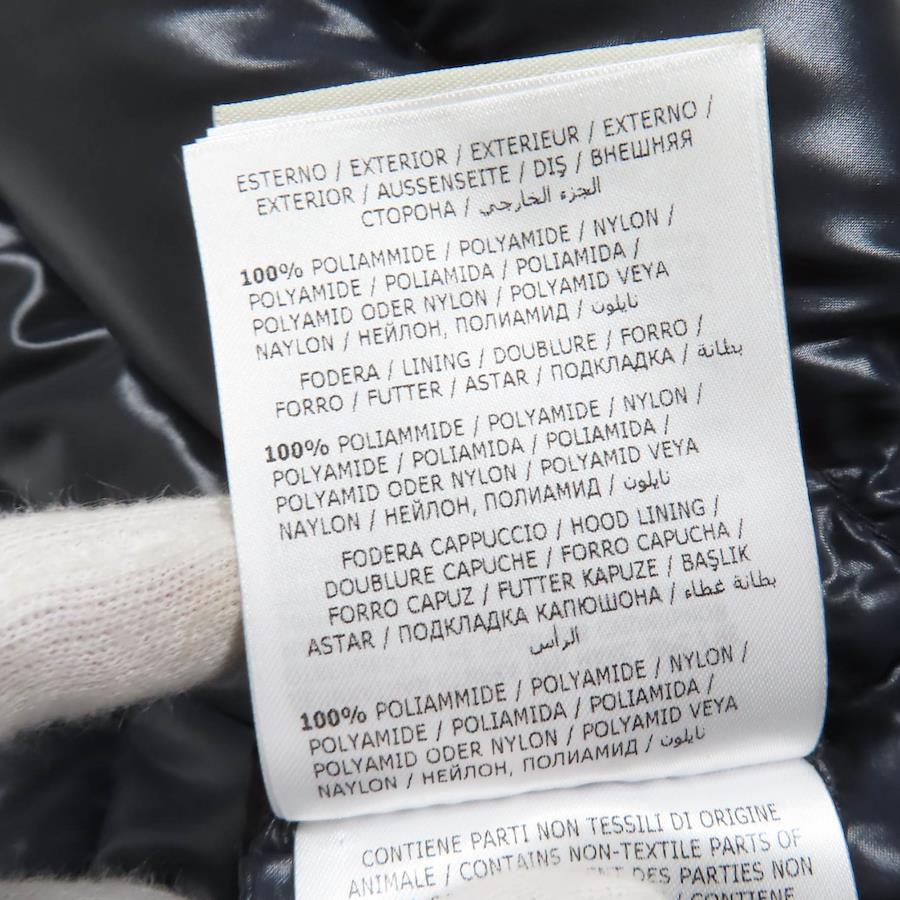 ESTERNO / EXTERIOR / EXTERIEUR / EXTERNO /
EXTERIOR / AUSSENSEITE / DIŞ / ВНЕШНЯЯ
СТОРОНА / الجزء الخارجي
100% POLIAMMIDE / POLYAMIDE / NYLON /
POLYAMIDE / POLIAMIDA / POLIAMIDA /
POLYAMID ODER NYLON / POLYAMID VEYA
NAYLON / НЕЙЛОН, ПОЛИАМИД / نايلون
FODERA / LINING / DOUBLURE / FORRO /
FORRO / FUTTER / ASTAR / ПОДКЛАДКА / بطانة
100% POLIAMMIDE / POLYAMIDE / NYLON /
POLYAMIDE / POLIAMIDA / POLIAMIDA /
POLYAMID ODER NYLON / POLYAMID VEYA
NAYLON / НЕЙЛОН, ПОЛИАМИД / نايلون
FODERA CAPPUCCIO / HOOD LINING /
DOUBLURE CAPUCHE / FORRO CAPUCHA /
FORRO CAPUZ / FUTTER KAPUZE / BAŞLIK
ASTAR / ПОДКЛАДКА КАПЮШОНА / بطانة غطاء
الرأس
100% POLIAMMIDE / POLYAMIDE / NYLON /
POLYAMIDE / POLIAMIDA / POLIAMIDA /
POLYAMID ODER NYLON / POLYAMID VEYA
NAYLON / НЕЙЛОН, ПОЛИАМИД / نايلون
CONTIENE PARTI NON TESSILI DI ORIGINE
ANIMALE / CONTAINS NON-TEXTILE PARTS OF
DES PARTIES NON
/ CONTIENE